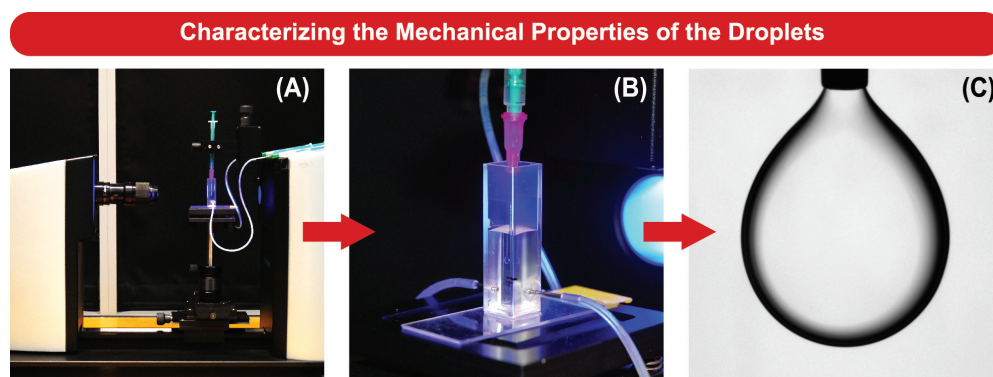 Characterizing the Mechanical Properties of the Droplets
(A)
(B)
(C)